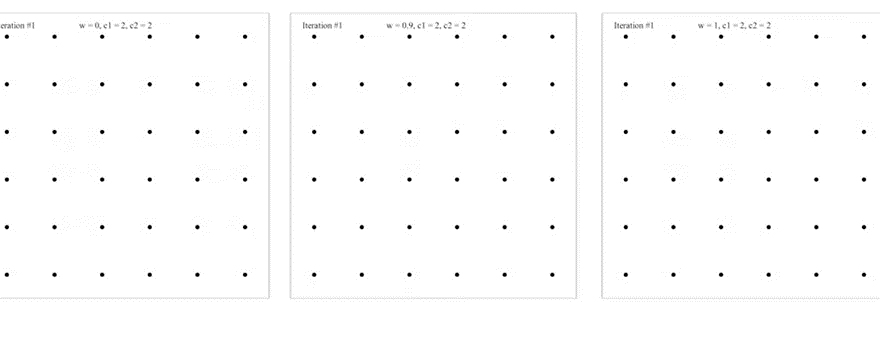 eration #1 w = 0, c1 = 2, c2 = 2
Iteration #1 w = 0.9, c1 = 2, c2 = 2
Iteration #1 w = 1, c1 = 2, c2 = 2